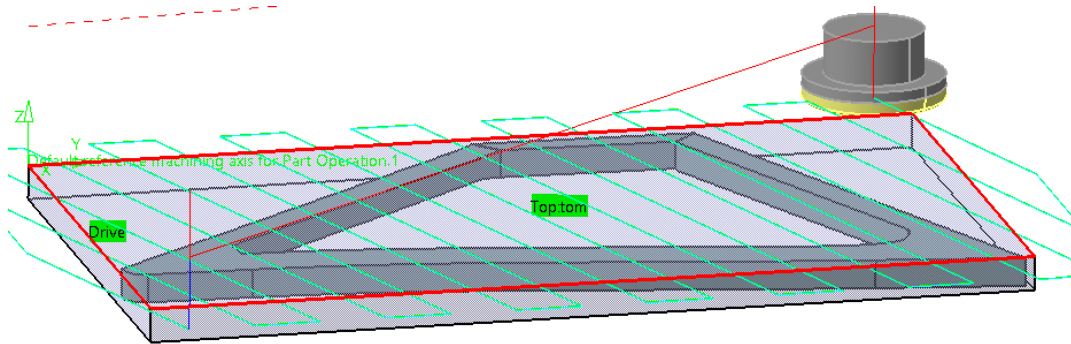 Z
Y
Default reference machining axis for Part Operation.1
X
Top:tom
Drive